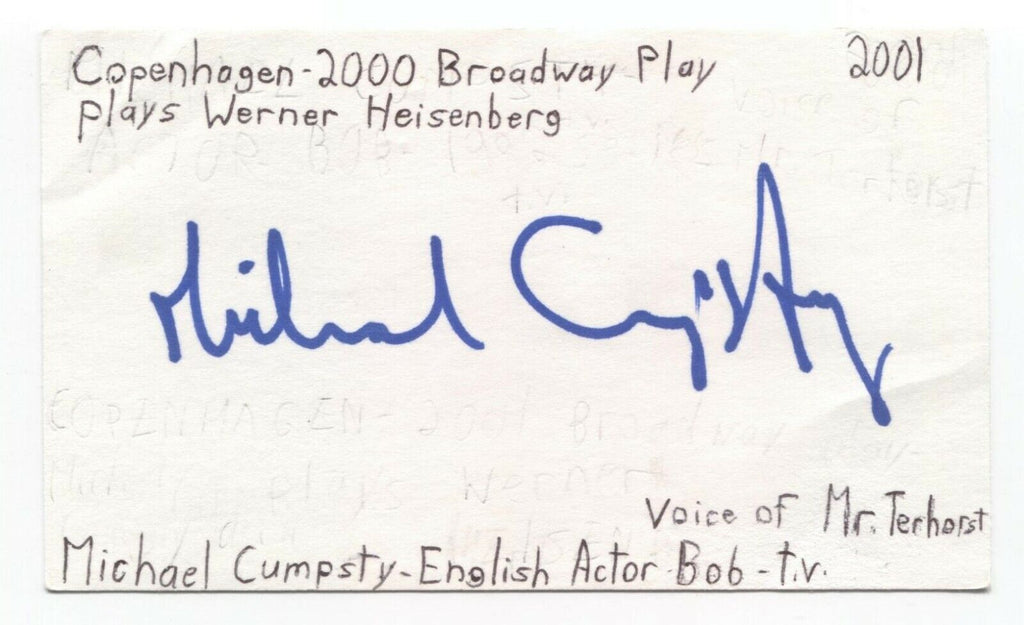 Copenhagen-2000 Broadway Play 2001
plays Werner Heisenberg
Michael Cumpsty
Voice of Mr. Terhorst
Michael Cumpsty-English Actor Bob-t.v.